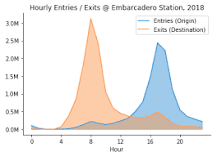 Hourly Entries / Exits @ Embarcadero Station, 2018
Entries (Origin)
Exits (Destination)
3.0M
2.5M
2.0M
1.5M
1.0M
0.5M
0.0M
0 4 8 12 16 20
Hour